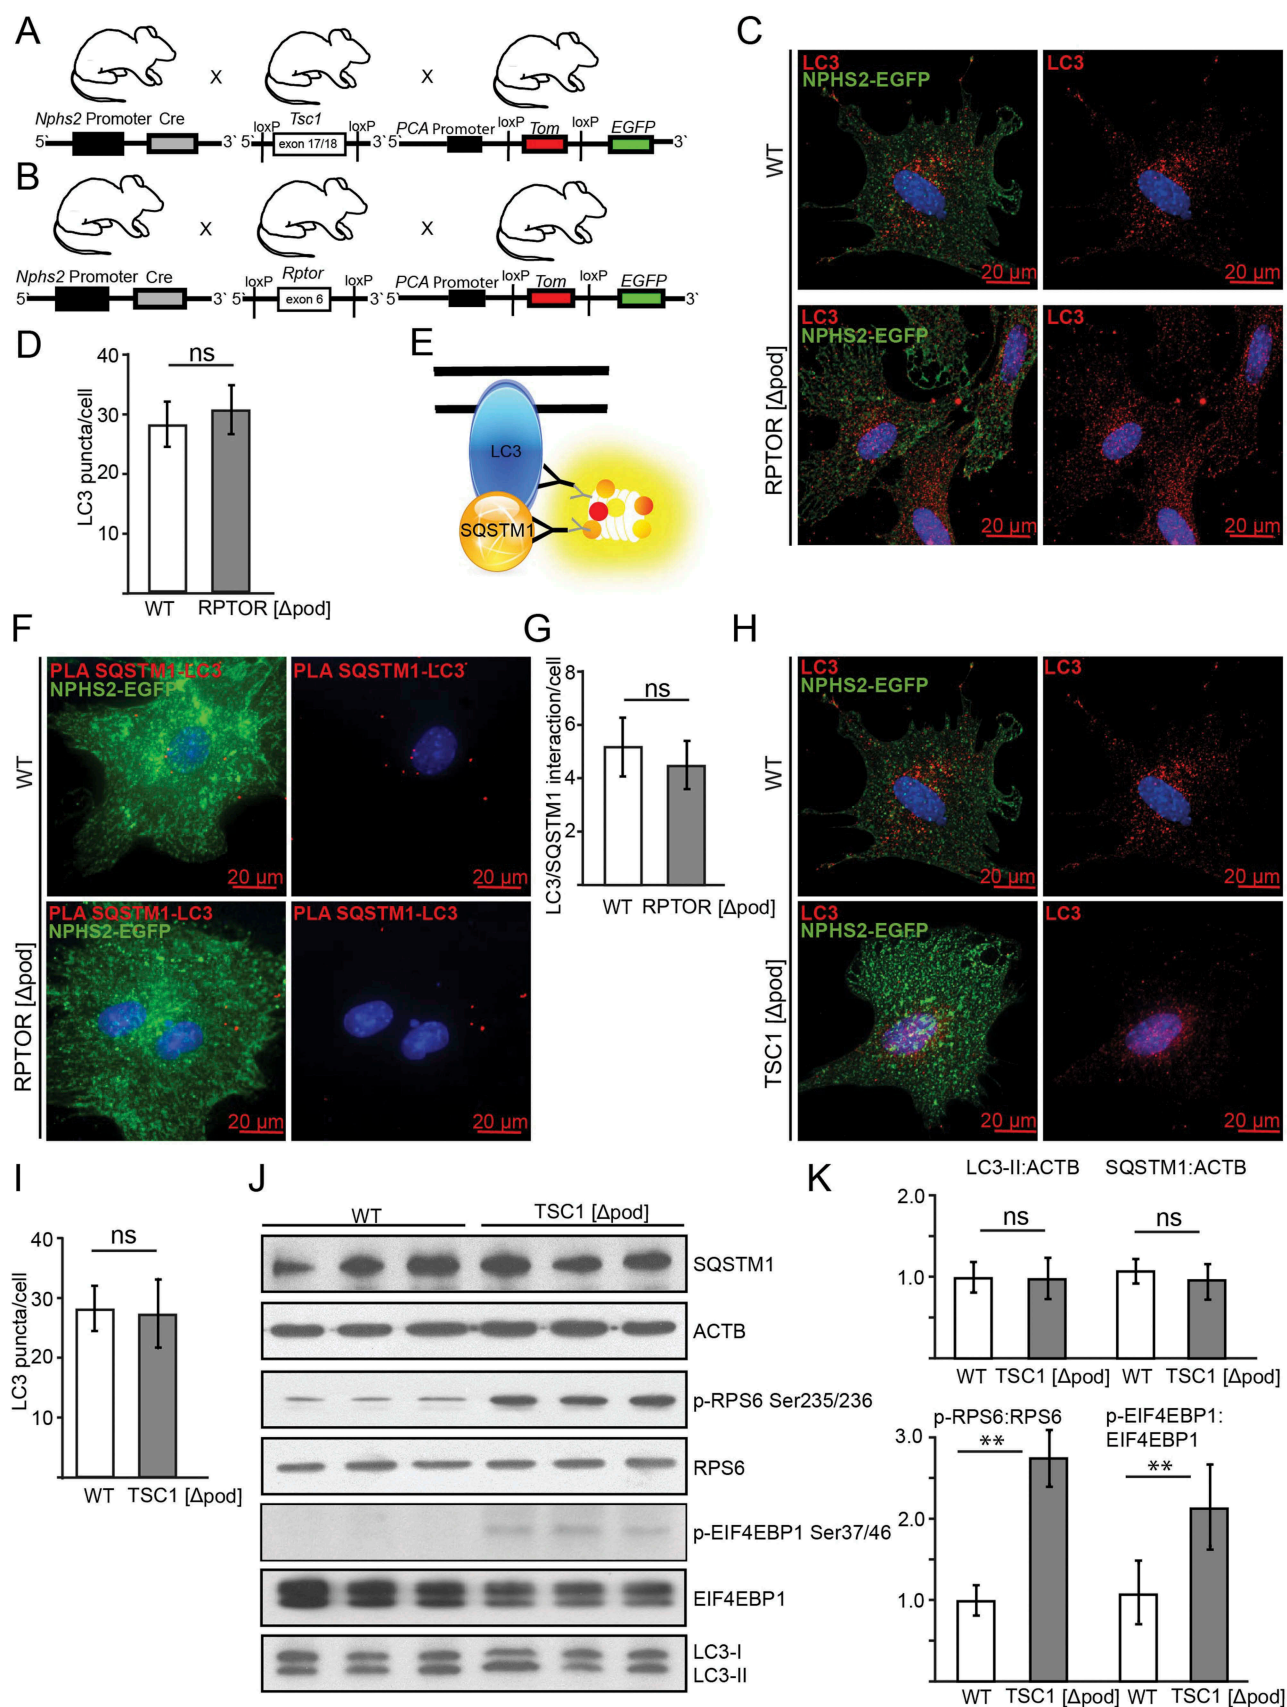 A
X
X
Nphs2 Promoter Cre
5` 3`
loxP Tsc1 loxP
exon 17/18
PCA Promoter loxP Tom loxP EGFP
3`
B
X
X
Nphs2 Promoter Cre
5` 3`
loxP Rptor loxP
5` exon 6 3`
PCA Promoter loxP Tom loxP EGFP
5` 3`
C
WT
LC3
NPHS2-EGFP
20 µm
LC3
20 µm
RPTOR [Δpod]
LC3
NPHS2-EGFP
20 µm
LC3
20 µm
D
LC3 puncta/cell
40
30
20
10
ns
WT RPTOR [Δpod]
E
LC3
SQSTM1
F
WT
PLA SQSTM1-LC3
NPHS2-EGFP
20 µm
PLA SQSTM1-LC3
20 µm
RPTOR [Δpod]
PLA SQSTM1-LC3
NPHS2-EGFP
20 µm
PLA SQSTM1-LC3
20 µm
G
LC3/SQSTM1 interaction/cell
8
6
4
2
ns
WT RPTOR [Δpod]
H
WT
LC3
NPHS2-EGFP
20 µm
LC3
20 µm
TSC1 [Δpod]
LC3
NPHS2-EGFP
20 µm
LC3
20 µm
I
LC3 puncta/cell
40
30
20
10
ns
WT TSC1 [Δpod]
J
WT TSC1 [Δpod]
SQSTM1
ACTB
p-RPS6 Ser235/236
RPS6
p-EIF4EBP1 Ser37/46
EIF4EBP1
LC3-I
LC3-II
K
LC3-II:ACTB SQSTM1:ACTB
2.0
1.0
ns ns
WT TSC1 [Δpod] WT TSC1 [Δpod]
p-RPS6:RPS6
p-EIF4EBP1:
EIF4EBP1
3.0
2.0
1.0
** **
WT TSC1 [Δpod] WT TSC1 [Δpod]